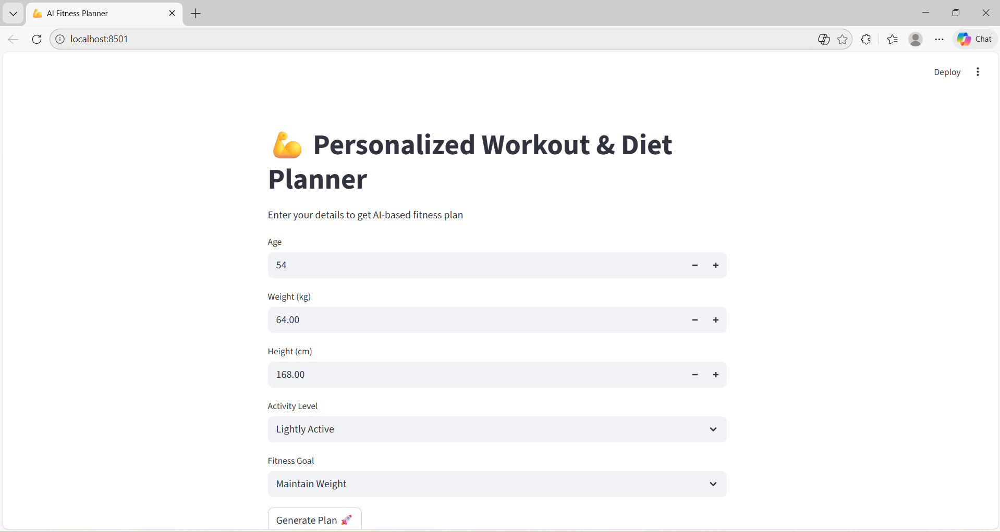 AI Fitness Planner
localhost:8501
Chat
Deploy
💪 Personalized Workout & Diet
Planner
Enter your details to get AI-based fitness plan
Age
54
Weight (kg)
64.00
Height (cm)
168.00
Activity Level
Lightly Active
Fitness Goal
Maintain Weight
Generate Plan 🚀